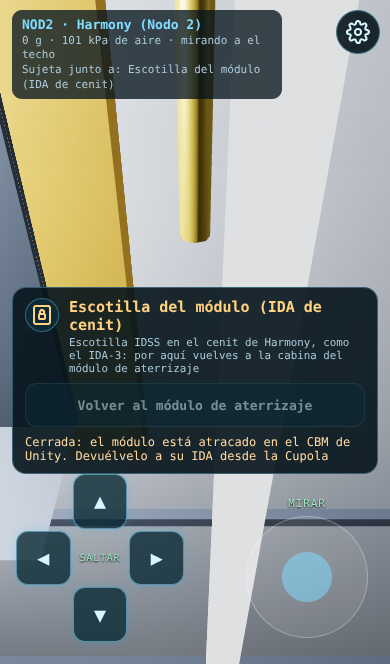 NOD2 · Harmony (Nodo 2)
0 g · 101 kPa de aire · mirando a el
techo
Sujeta junto a: Escotilla del módulo
(IDA de cenit)
Escotilla del módulo (IDA de
cenit)
Escotilla IDSS en el cenit de Harmony, como
el IDA-3: por aquí vuelves a la cabina del
módulo de aterrizaje
Volver al módulo de aterrizaje
Cerrada: el módulo está atracado en el CBM de
Unity. Devuélvelo a su IDA desde la Cupola
MIRAR
SALTAR